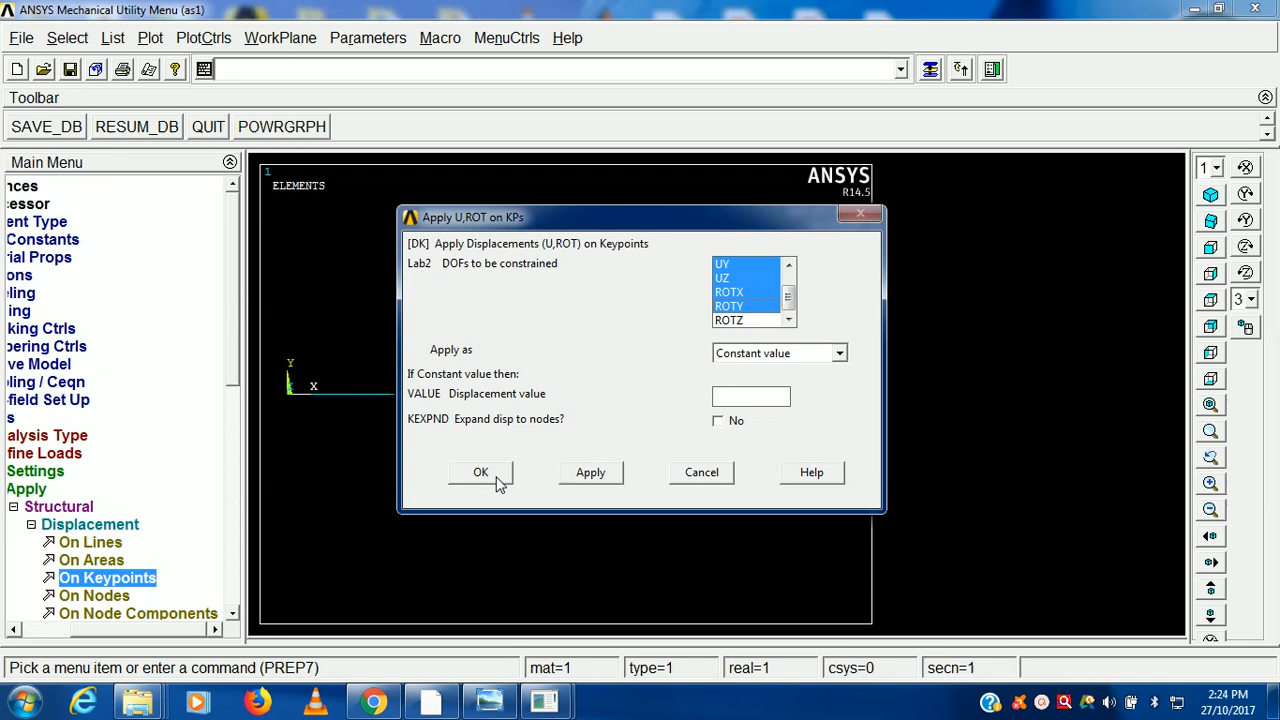 ANSYS Mechanical Utility Menu (as1)
File Select List Plot PlotCtrls WorkPlane Parameters Macro MenuCtrls Help
Toolbar
SAVE_DB RESUM_DB QUIT POWRGRPH
Main Menu
nces
cessor
ent Type
Constants
rial Props
ions
eling
hing
king Ctrls
bering Ctrls
ive Model
pling / Ceqn
-field Set Up
s
alysis Type
fine Loads
Settings
Apply
Structural
Displacement
On Lines
On Areas
On Keypoints
On Nodes
On Node Components
1
ELEMENTS
ANSYS
R14.5
Y
X
Apply U,ROT on KPs
[DK] Apply Displacements (U,ROT) on Keypoints
Lab2 DOFs to be constrained
UY
UZ
ROTX
ROTY
ROTZ
Apply as Constant value
If Constant value then:
VALUE Displacement value
KEXPND Expand disp to nodes? No
OK Apply Cancel Help
1
3
Pick a menu item or enter a command (PREP7) mat=1 type=1 real=1 csys=0 secn=1
2:24 PM
27/10/2017